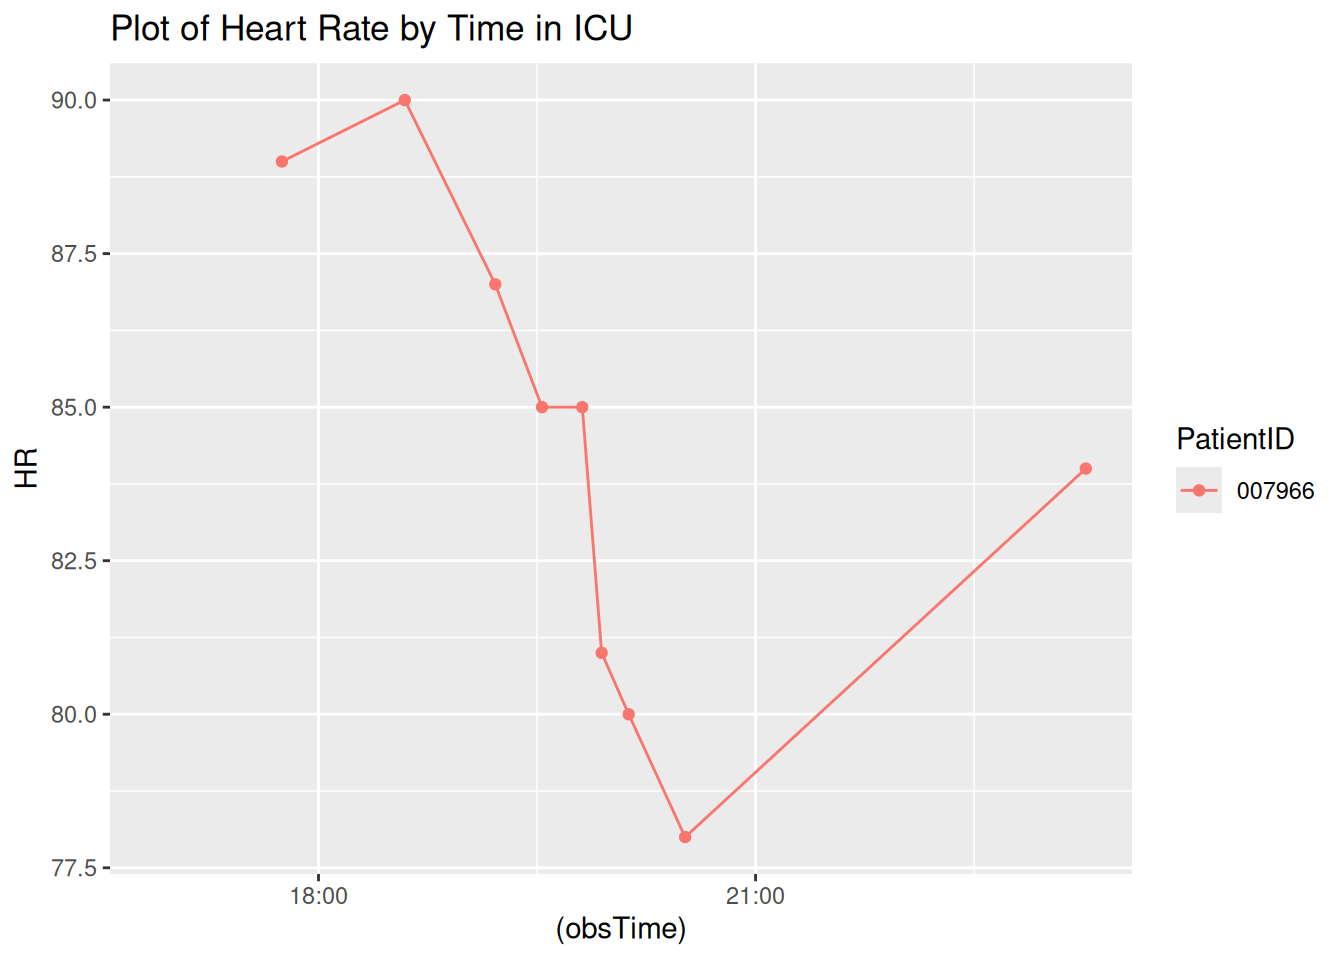 Plot of Heart Rate by Time in ICU
90.0
87.5
85.0
82.5
80.0
77.5
HR
18:00 21:00
(obsTime)
PatientID
007966